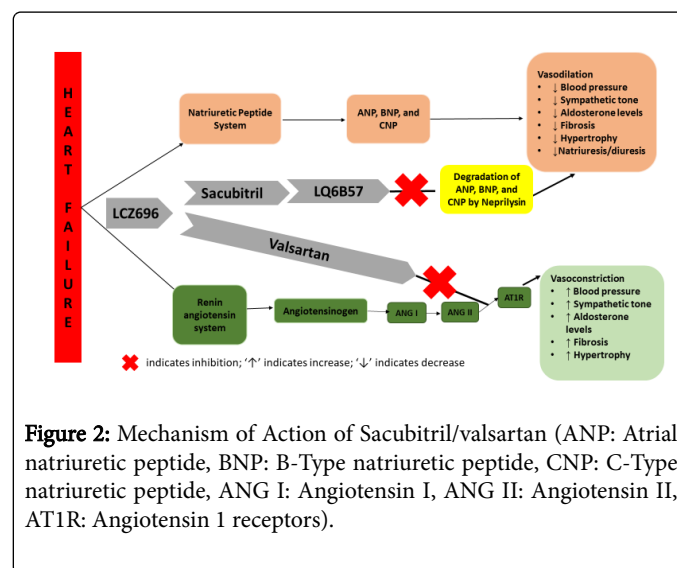 HEART FAILURE
Natriuretic Peptide
System
ANP, BNP, and
CNP
Vasodilation
• ↓ Blood pressure
• ↓ Sympathetic tone
• ↓ Aldosterone levels
• ↓ Fibrosis
• ↓ Hypertrophy
• ↓Natriuresis/diuresis
LCZ696
Sacubitril
LQ6B57
Degradation of
ANP, BNP, and
CNP by Neprilysin
Valsartan
Renin
angiotensin
system
Angiotensinogen
ANG I
ANG II
AT1R
Vasoconstriction
• ↑ Blood pressure
• ↑ Sympathetic tone
• ↑ Aldosterone
levels
• ↑ Fibrosis
• ↑ Hypertrophy
indicates inhibition; ‘↑’ indicates increase; ‘↓’ indicates decrease
Figure 2: Mechanism of Action of Sacubitril/valsartan (ANP: Atrial
natriuretic peptide, BNP: B-Type natriuretic peptide, CNP: C-Type
natriuretic peptide, ANG I: Angiotensin I, ANG II: Angiotensin II,
AT1R: Angiotensin 1 receptors).